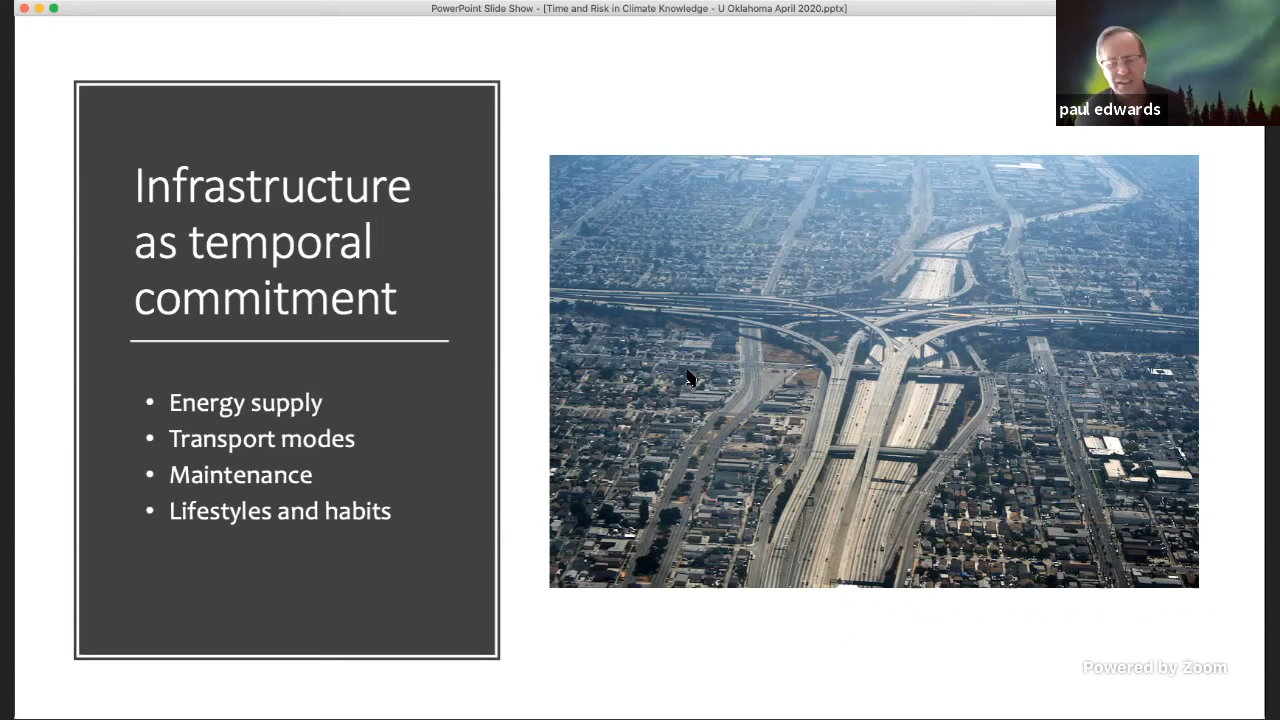 PowerPoint Slide Show - [Time and Risk in Climate Knowledge - U Oklahoma April 2020.pptx]
paul edwards
Infrastructure
as temporal
commitment
• Energy supply
• Transport modes
• Maintenance
• Lifestyles and habits
Powered by Zoom